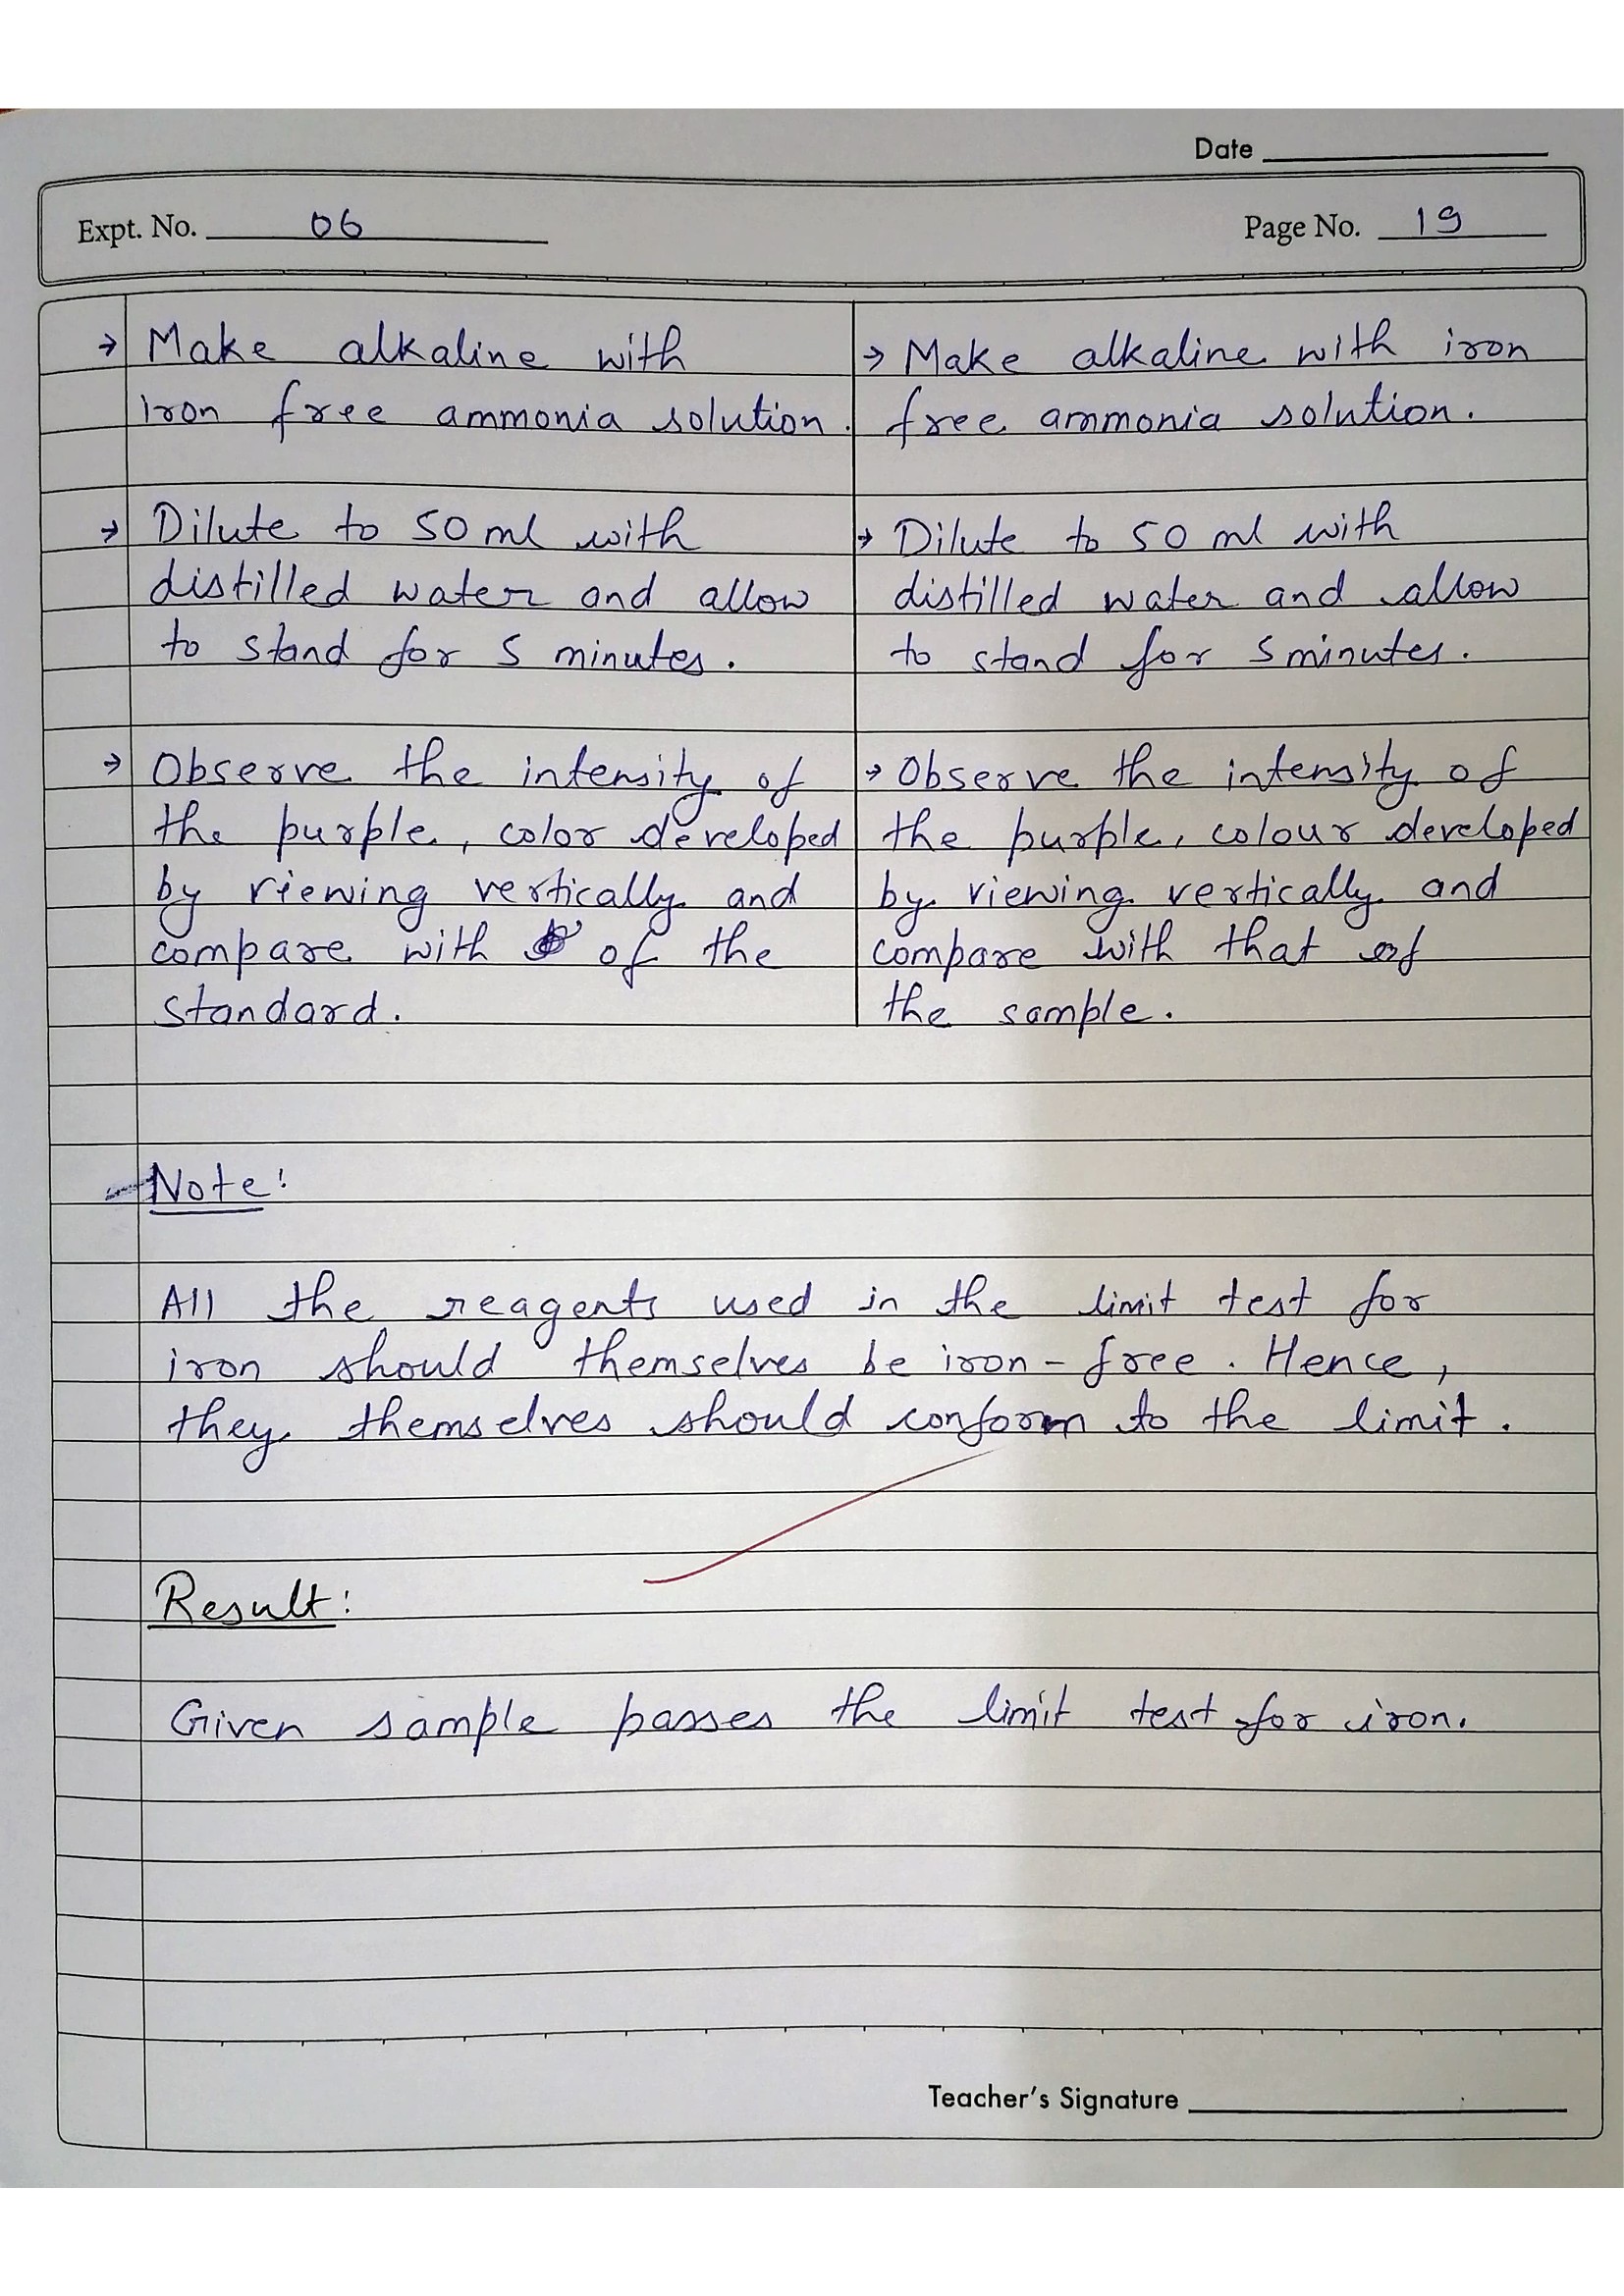 Date
Expt. No. 06
Page No. 19
→ Make alkaline with
iron free ammonia solution.
→ Dilute to 50 ml with
distilled water and allow
to stand for 5 minutes.
→ Observe the intensity of
the purple, color developed
by viewing vertically and
compare with of the
standard.
→ Make alkaline with iron
free ammonia solution.
→ Dilute to 50 ml with
distilled water and allow
to stand for 5 minutes.
→ Observe the intensity of
the purple, colour developed
by viewing vertically and
compare with that of
the sample.
Note:
All the reagents used in the limit test for
iron should themselves be iron-free. Hence,
they themselves should conform to the limit.
Result:
Given sample passes the limit test for iron.
Teacher's Signature